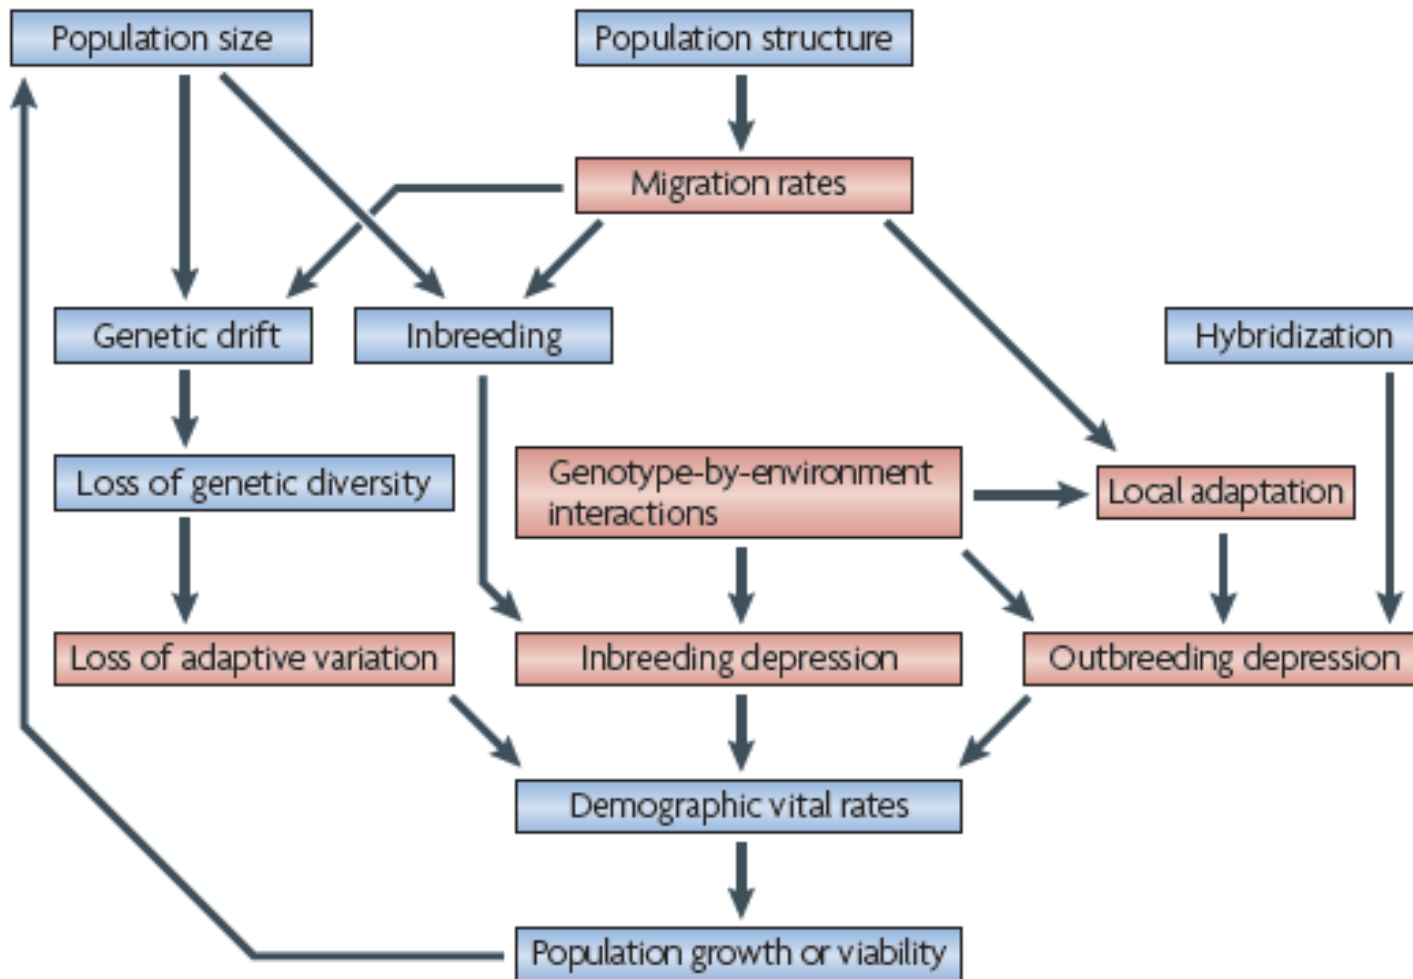 Population size
Population structure
Migration rates
Genetic drift
Inbreeding
Hybridization
Loss of genetic diversity
Genotype-by-environment
interactions
Local adaptation
Loss of adaptive variation
Inbreeding depression
Outbreeding depression
Demographic vital rates
Population growth or viability